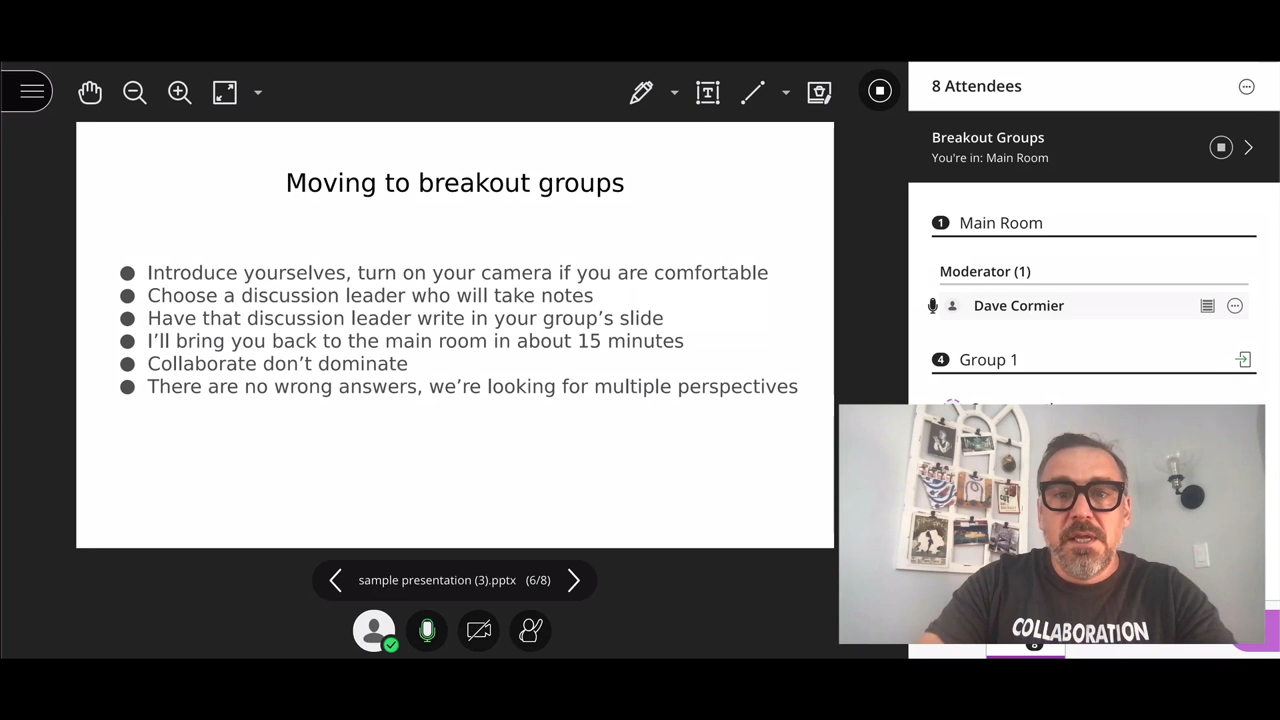 8 Attendees
Breakout Groups
You're in: Main Room
Moving to breakout groups
1 Main Room
Moderator (1)
Introduce yourselves, turn on your camera if you are comfortable
Choose a discussion leader who will take notes
Dave Cormier
Have that discussion leader write in your group’s slide
I’ll bring you back to the main room in about 15 minutes
4 Group 1
Collaborate don’t dominate
There are no wrong answers, we’re looking for multiple perspectives
sample presentation (3).pptx (6/8)
COLLABORATION
8